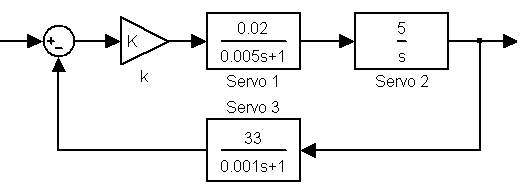 +
−
K
k
0.02
0.005s+1
Servo 1
5
s
Servo 2
Servo 3
33
0.001s+1